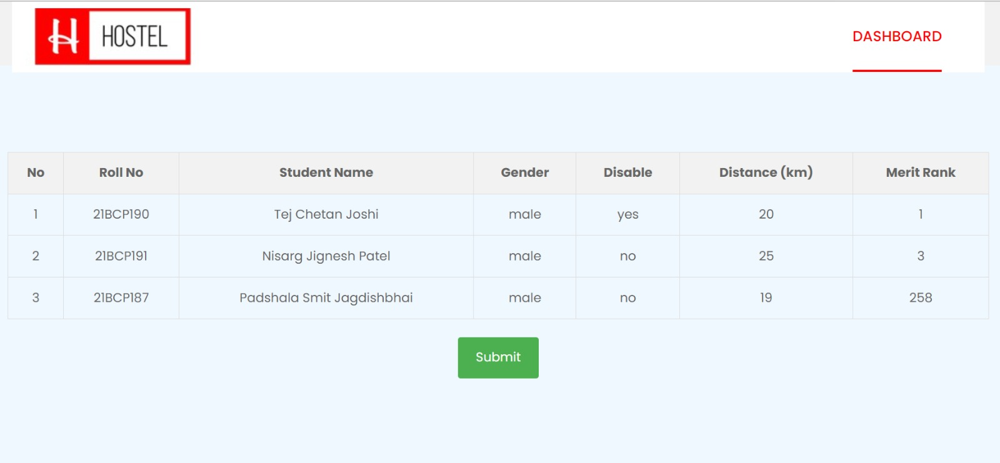 H HOSTEL
DASHBOARD
No Roll No Student Name Gender Disable Distance (km) Merit Rank
1 21BCP190 Tej Chetan Joshi male yes 20 1
2 21BCP191 Nisarg Jignesh Patel male no 25 3
3 21BCP187 Padshala Smit Jagdishbhai male no 19 258
Submit